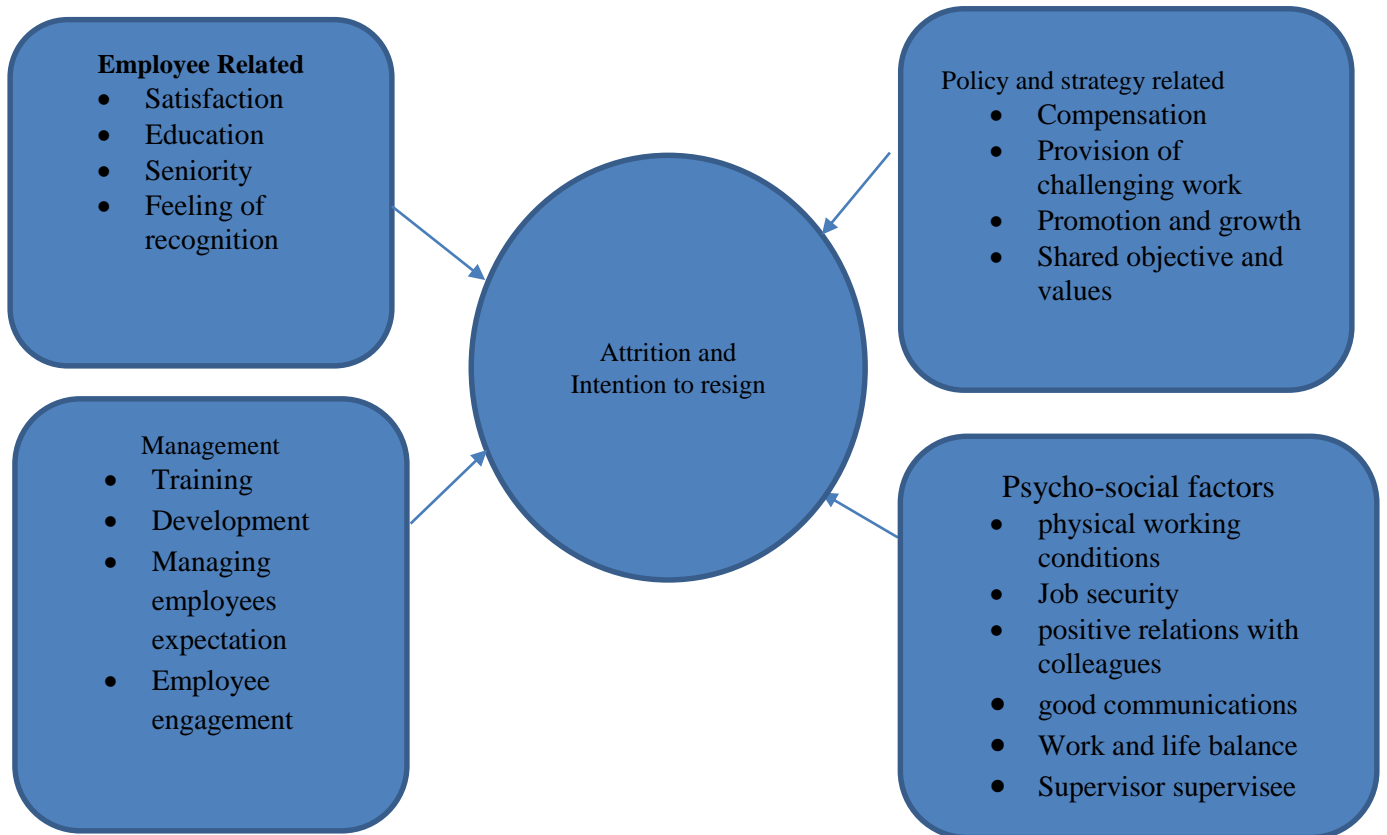 Employee Related
• Satisfaction
• Education
• Seniority
• Feeling of
recognition
Policy and strategy related
• Compensation
• Provision of
challenging work
• Promotion and growth
• Shared objective and
values
Attrition and
Intention to resign
Management
• Training
• Development
• Managing
employees
expectation
• Employee
engagement
Psycho-social factors
• physical working
conditions
• Job security
• positive relations with
colleagues
• good communications
• Work and life balance
• Supervisor supervisee